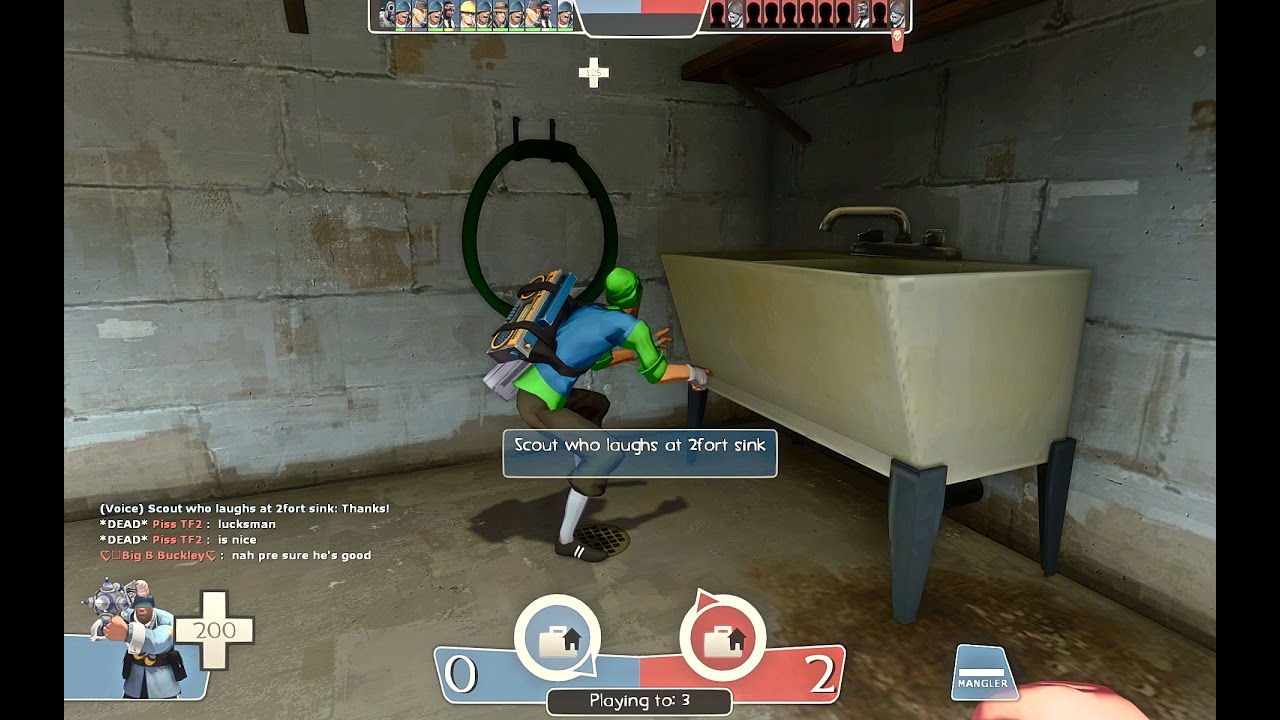 125
Scout who laughs at 2fort sink
(Voice) Scout who laughs at 2fort sink: Thanks!
*DEAD* Piss TF2 : lucksman
*DEAD* Piss TF2 : is nice
♡□Big B Buckley♡ : nah pre sure he's good
200
0
2
Playing to: 3
MANGLER